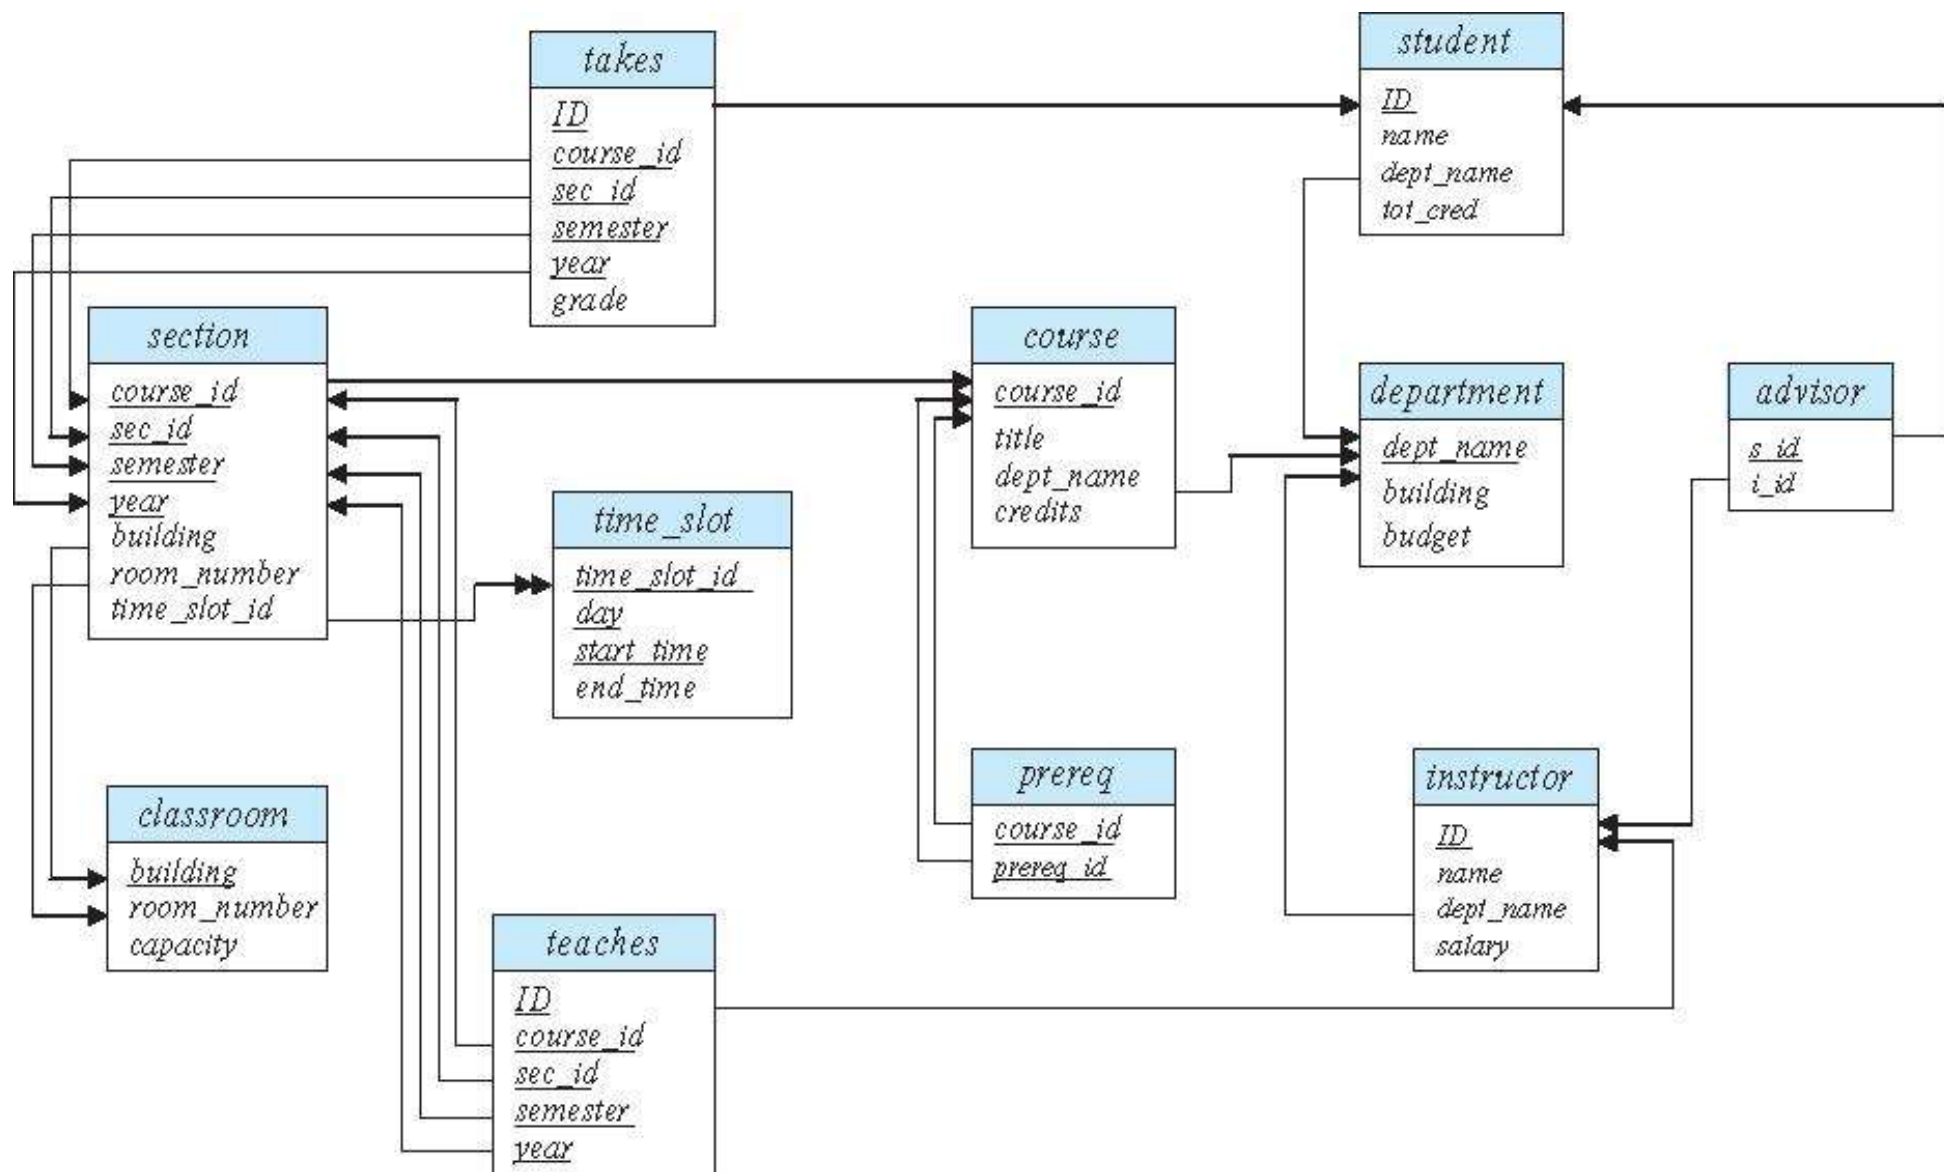 takes
ID
course_id
sec_id
semester
year
grade
student
ID
name
dept_name
tot_cred
section
course_id
sec_id
semester
year
building
room_number
time_slot_id
course
course_id
title
dept_name
credits
department
dept_name
building
budget
advisor
s_id
i_id
time_slot
time_slot_id
day
start_time
end_time
prereq
course_id
prereq_id
instructor
ID
name
dept_name
salary
classroom
building
room_number
capacity
teaches
ID
course_id
sec_id
semester
year